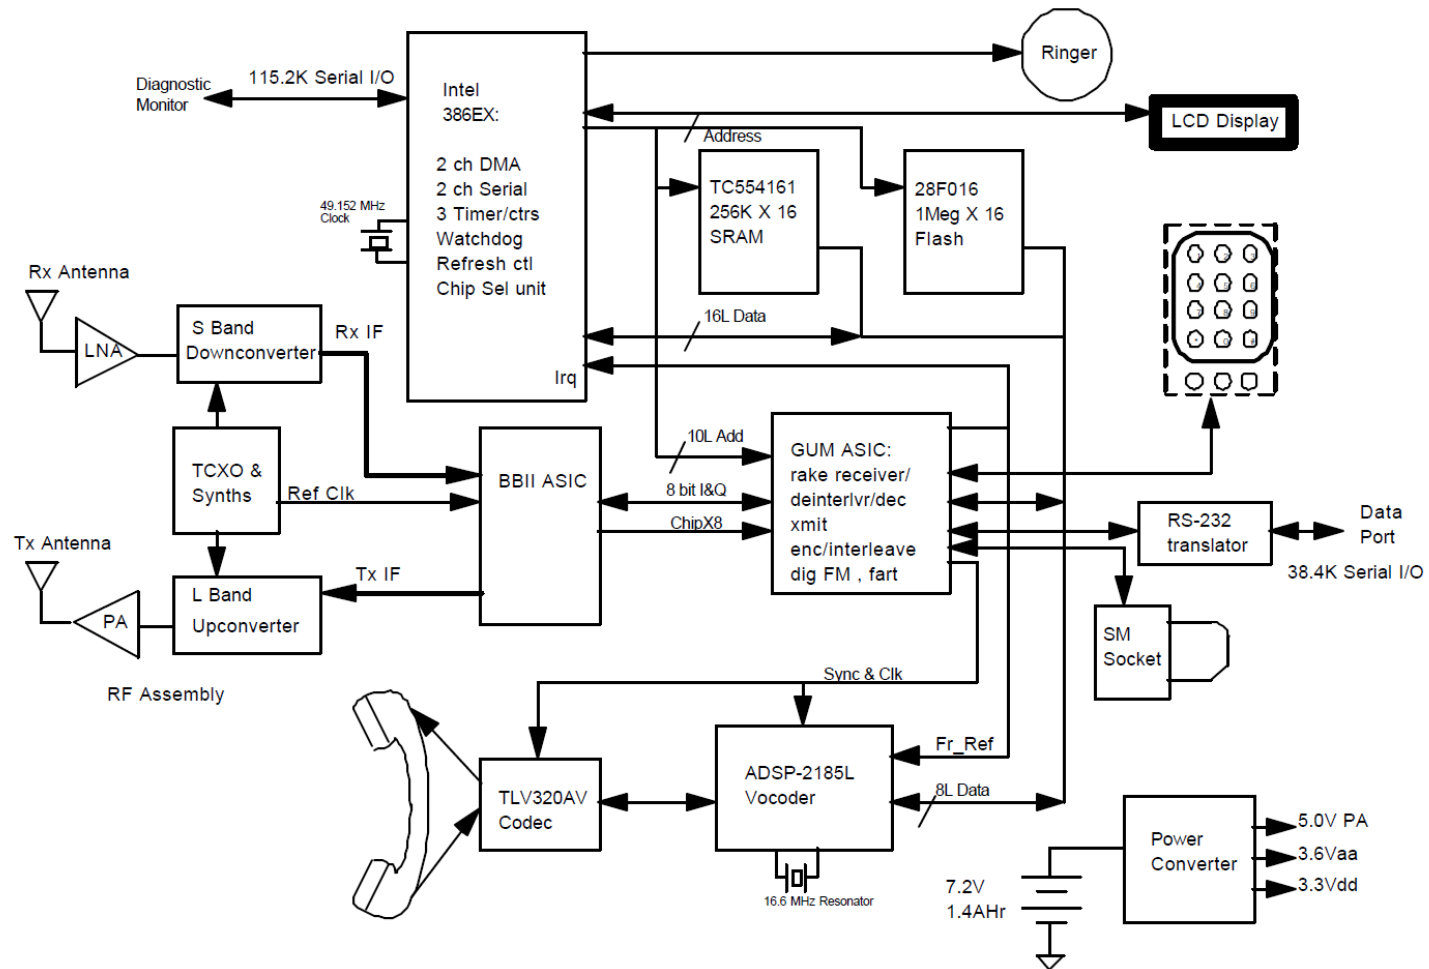 Ringer
Diagnostic
Monitor
115.2K Serial I/O
Intel
386EX:
2 ch DMA
2 ch Serial
3 Timer/ctrs
Watchdog
Refresh ctl
Chip Sel unit
Irq
LCD Display
Address
TC554161
256K X 16
SRAM
28F016
1Meg X 16
Flash
49.152 MHz
Clock
16L Data
Rx Antenna
LNA
S Band
Downconverter
Rx IF
TCXO &
Synths
Ref Clk
BBII ASIC
10L Add
8 bit I&Q
ChipX8
GUM ASIC:
rake receiver/
deinterlvr/dec
xmit
enc/interleave
dig FM , fart
RS-232
translator
Data
Port
38.4K Serial I/O
Tx Antenna
PA
L Band
Upconverter
Tx IF
RF Assembly
SM
Socket
Sync & Clk
Fr_Ref
TLV320AV
Codec
ADSP-2185L
Vocoder
8L Data
16.6 MHz Resonator
7.2V
1.4AHr
Power
Converter
5.0V PA
3.6Vaa
3.3Vdd